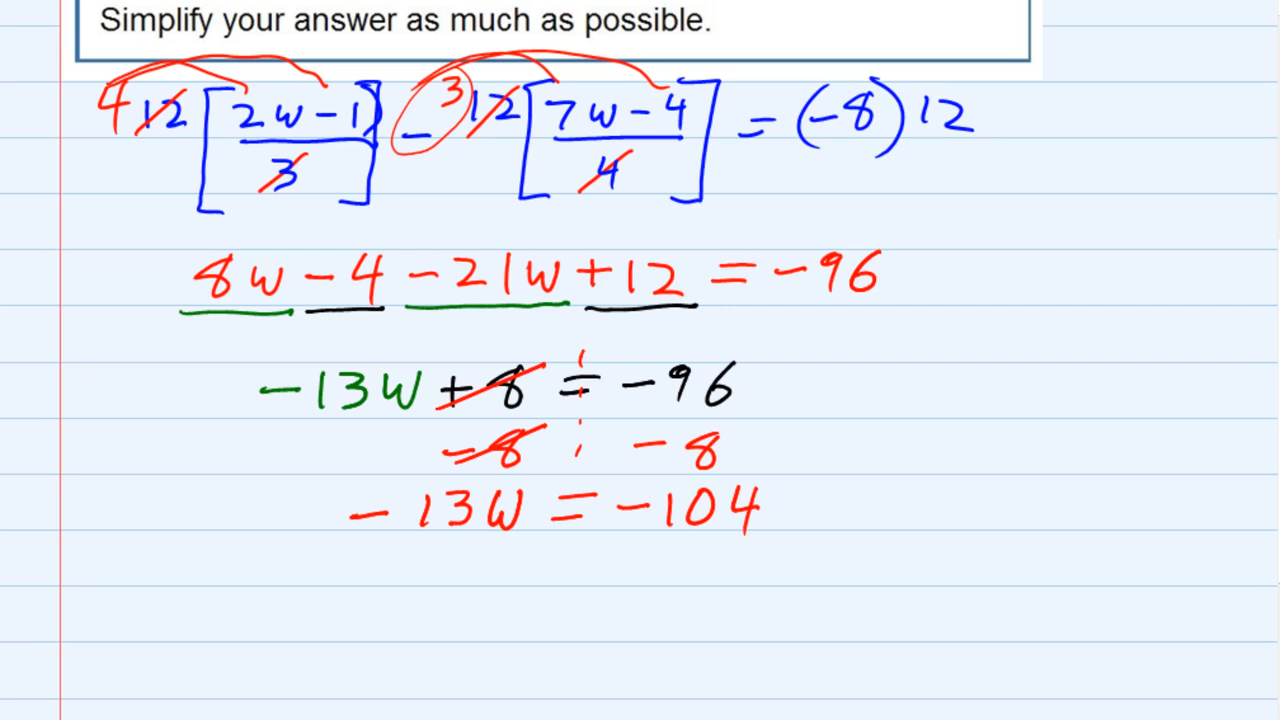 Simplify your answer as much as possible.
4 12 [ 2w - 1 / 3 ] - 3 12 [ 7w - 4 / 4 ] = (-8) 12
8w - 4 - 21w + 12 = -96
-13w + 8 = -96
-8 -8
-13w = -104